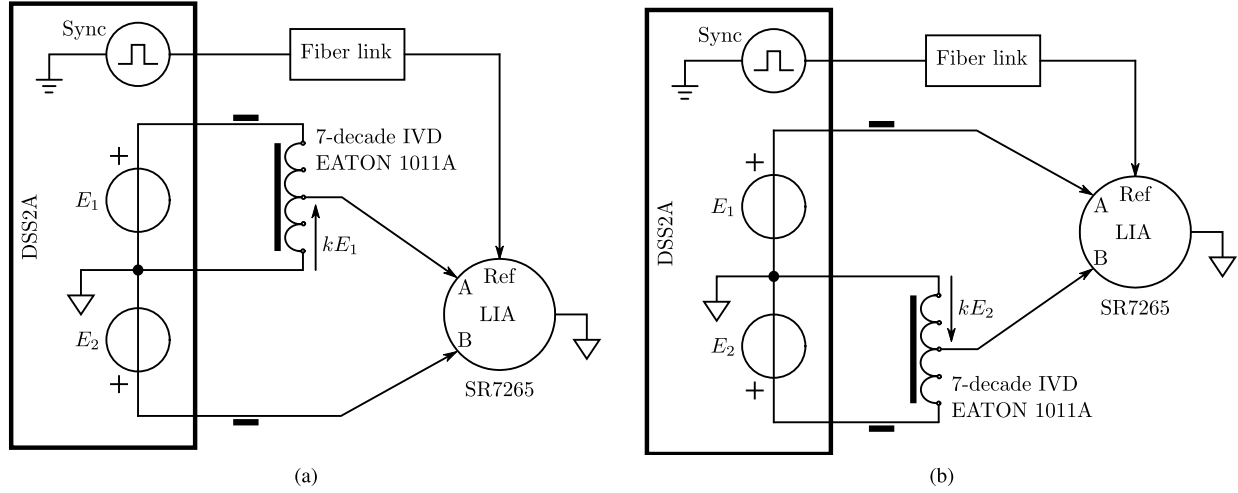 Sync
Fiber link
7-decade IVD
EATON 1011A
+
E1
DSS2A
kE1
Ref
A
LIA
E2
B
+
SR7265
(a)
Sync
Fiber link
+
Ref
A
E1
LIA
DSS2A
B
kE2
SR7265
E2
7-decade IVD
+
EATON 1011A
(b)